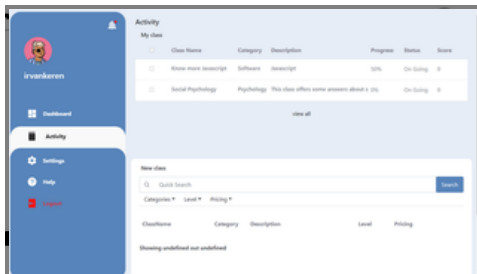 irvankeren
Dashboard
Activity
Settings
Help
Logout
Activity
My class
Class Name Category Description Progress Status Score
Know more Javascript Software Javascript 50% On Going 0
Social Psychology Psychology This class offers some answers about s 0% On Going 0
view all
New class
Quick Search Search
Categories Level Pricing
ClassName Category Description Level Pricing
Showing undefined out undefined